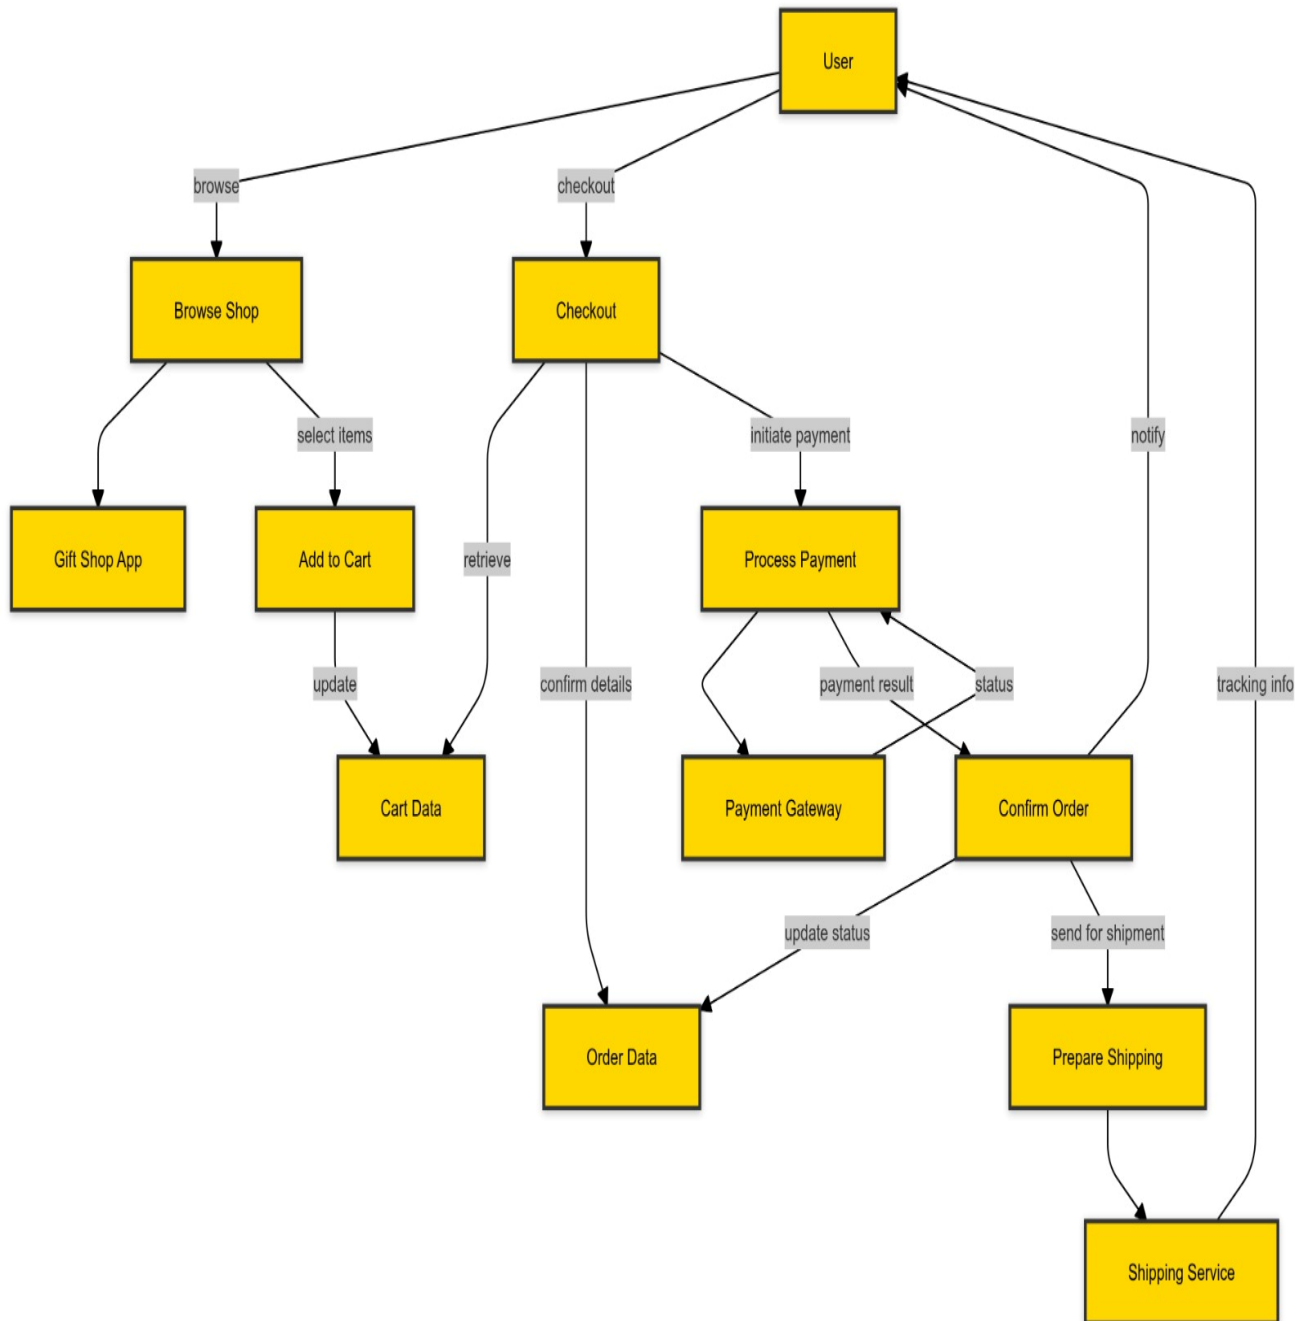 User
browse
checkout
Browse Shop
Checkout
select items
initiate payment
notify
Gift Shop App
Add to Cart
retrieve
Process Payment
update
confirm details
payment result
status
tracking info
Cart Data
Payment Gateway
Confirm Order
update status
send for shipment
Order Data
Prepare Shipping
Shipping Service